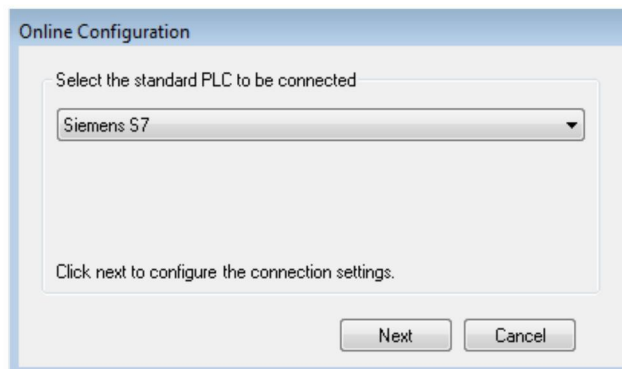 Online Configuration
Select the standard PLC to be connected
Siemens S7
Click next to configure the connection settings.
Next Cancel